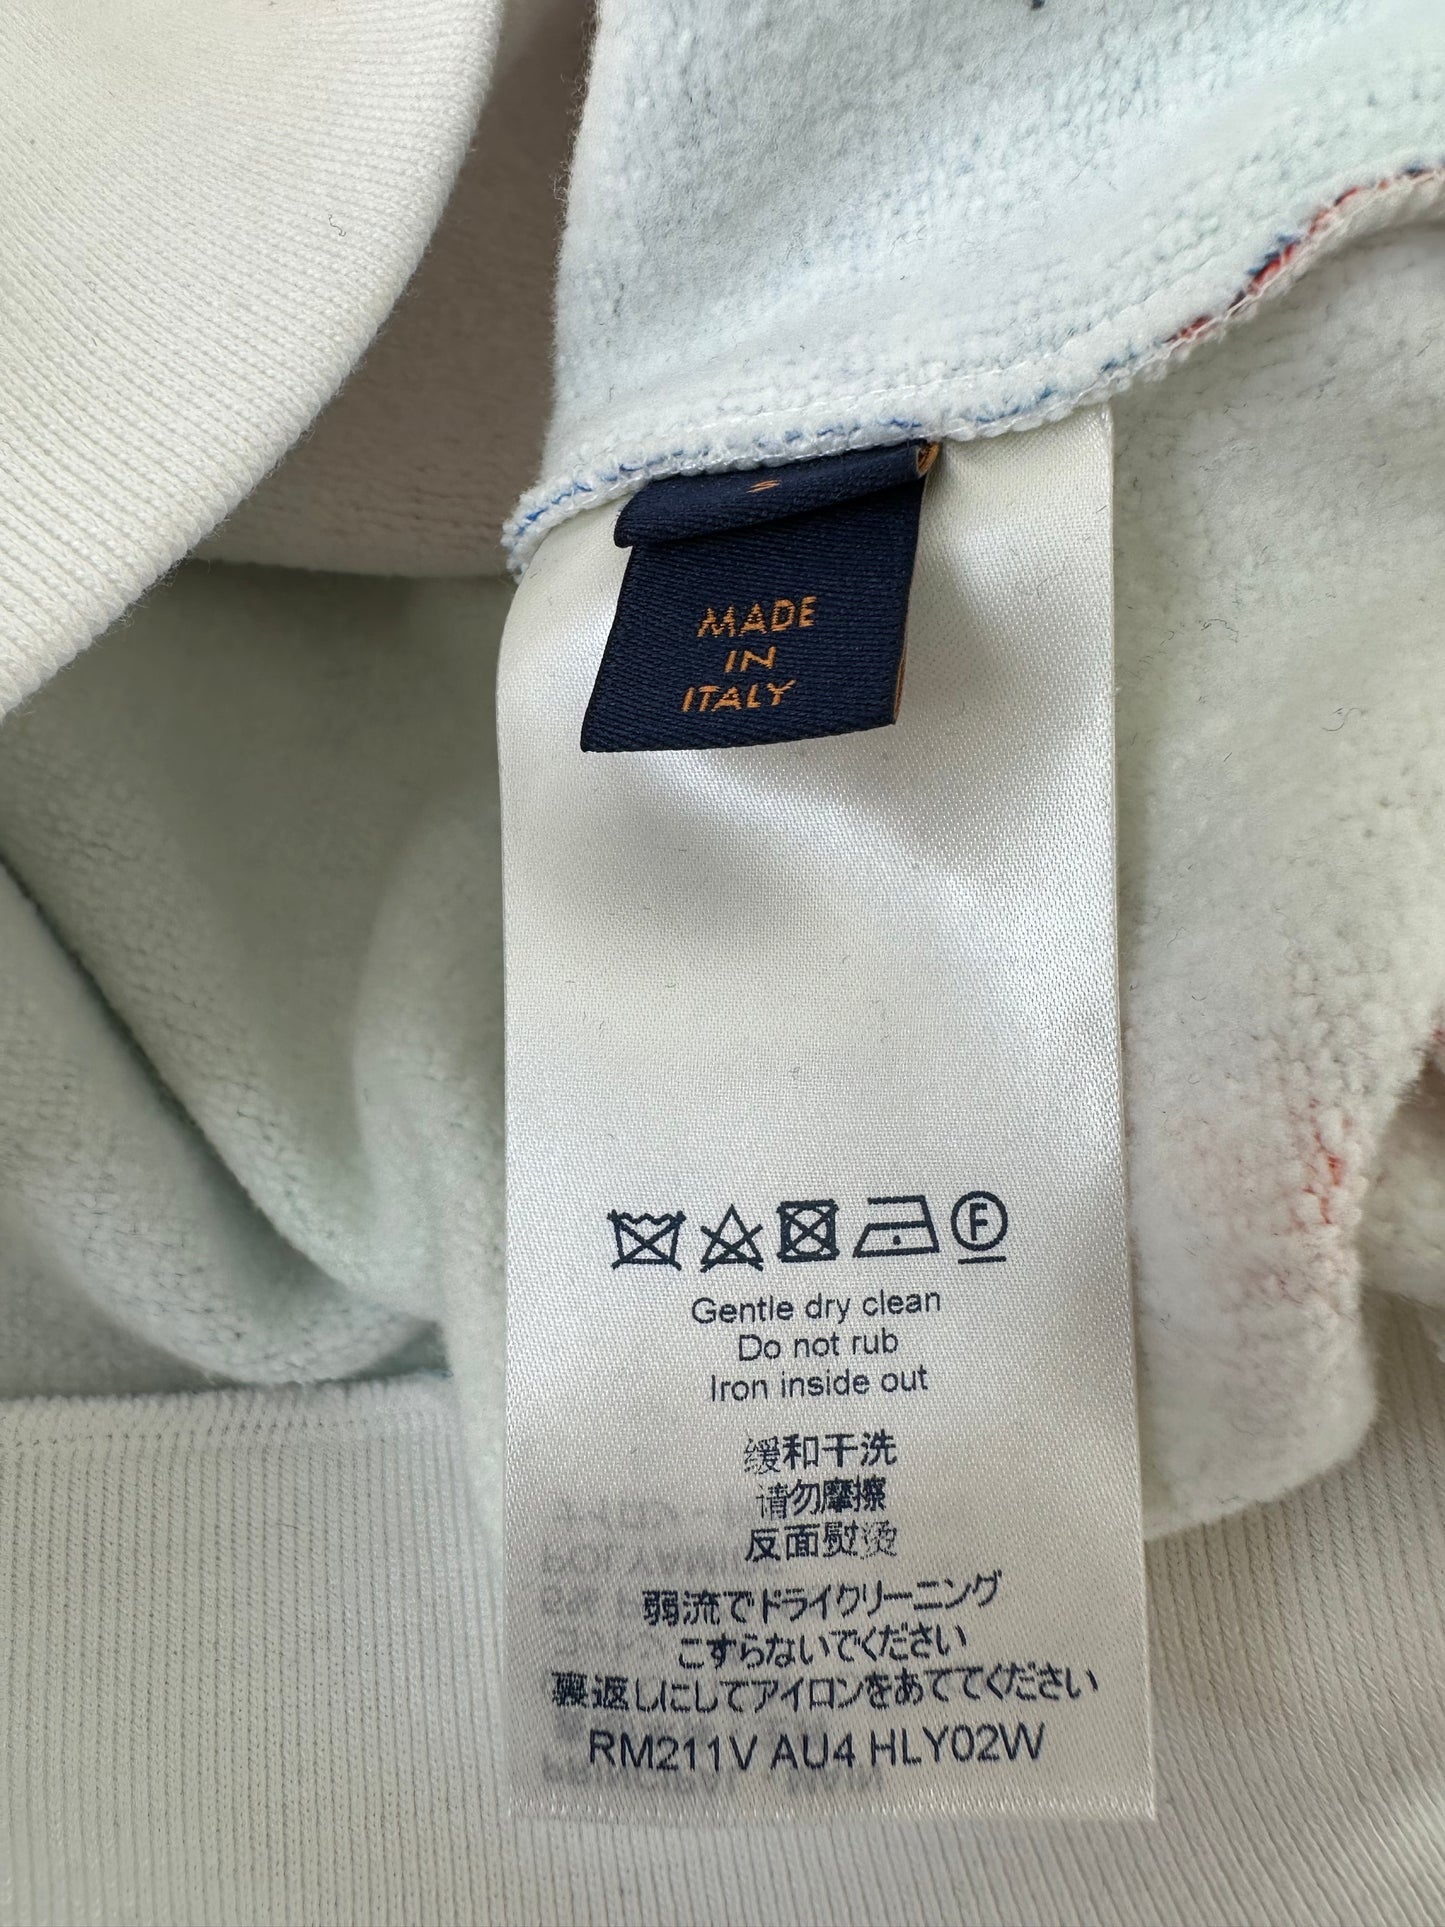 S
MADE
IN
ITALY
F
Gentle dry clean
Do not rub
Iron inside out
缓和干洗
请勿摩擦
反面熨烫
弱流でドライクリーニング
こすらないでください
裏返しにしてアイロンをあててください
RM211V AU4 HLY02W